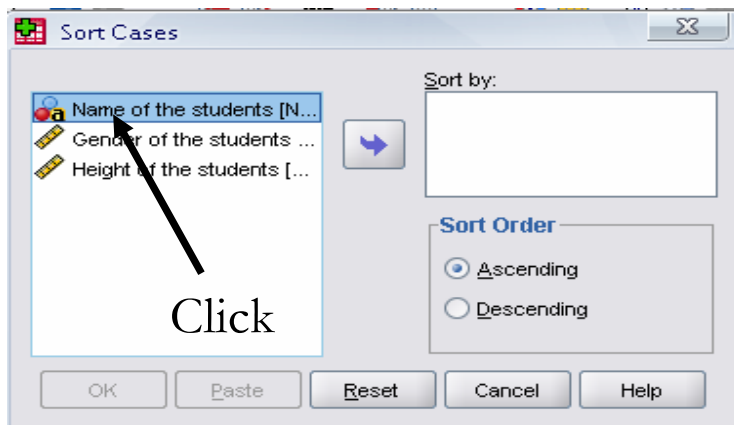 Sort Cases
Name of the students [N...
Gender of the students ...
Height of the students [...
Sort by:
Sort Order
Ascending
Descending
Click
OK Paste Reset Cancel Help